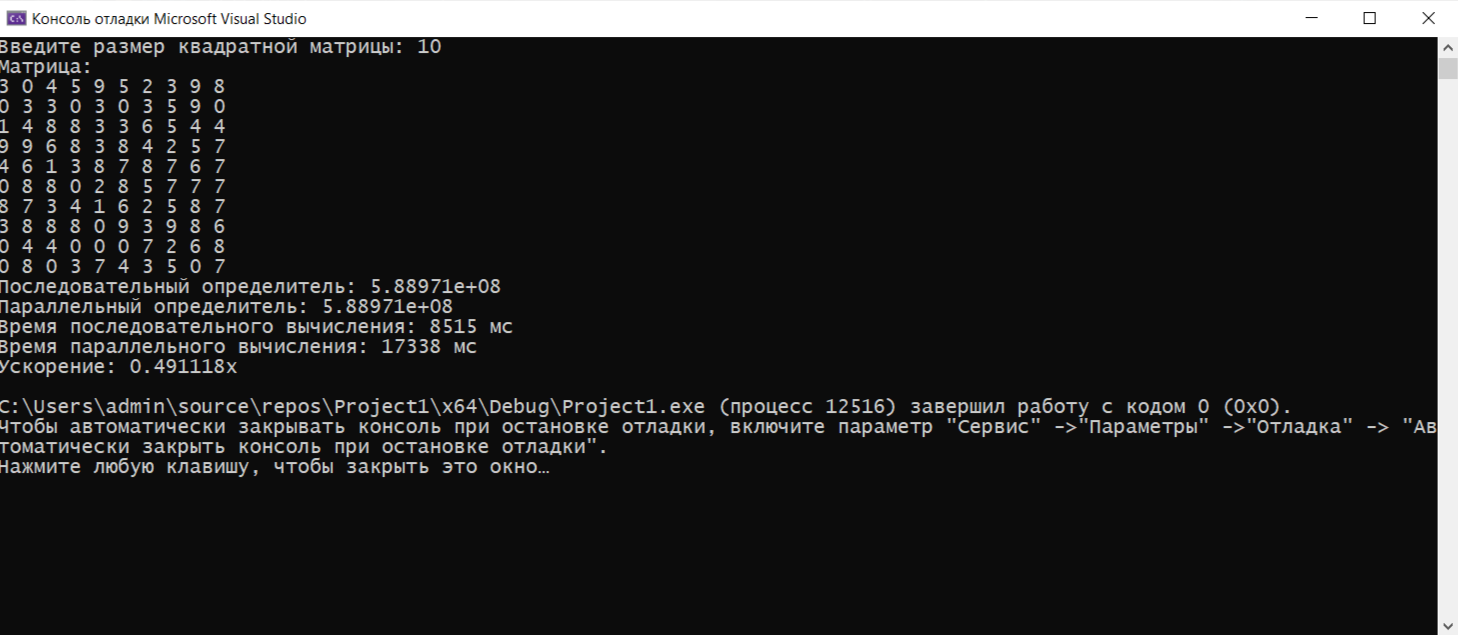 Консоль отладки Microsoft Visual Studio
Введите размер квадратной матрицы: 10
Матрица:
3 0 4 5 9 5 2 3 9 8
0 3 3 0 3 0 3 5 9 0
1 4 8 8 3 3 6 5 4 4
9 9 6 8 3 8 4 2 5 7
4 6 1 3 8 7 8 7 6 7
0 8 8 0 2 8 5 7 7 7
8 7 3 4 1 6 2 5 8 7
3 8 8 8 0 9 3 9 8 6
0 4 4 0 0 0 7 2 6 8
0 8 0 3 7 4 3 5 0 7
Последовательный определитель: 5.88971e+08
Параллельный определитель: 5.88971e+08
Время последовательного вычисления: 8515 мс
Время параллельного вычисления: 17338 мс
Ускорение: 0.491118x
C:\Users\admin\source\repos\Project1\x64\Debug\Project1.exe (процесс 12516) завершил работу с кодом 0 (0x0).
Чтобы автоматически закрывать консоль при остановке отладки, включите параметр "Сервис" ->"Параметры" ->"Отладка" -> "Ав
томатически закрыть консоль при остановке отладки".
Нажмите любую клавишу, чтобы закрыть это окно…